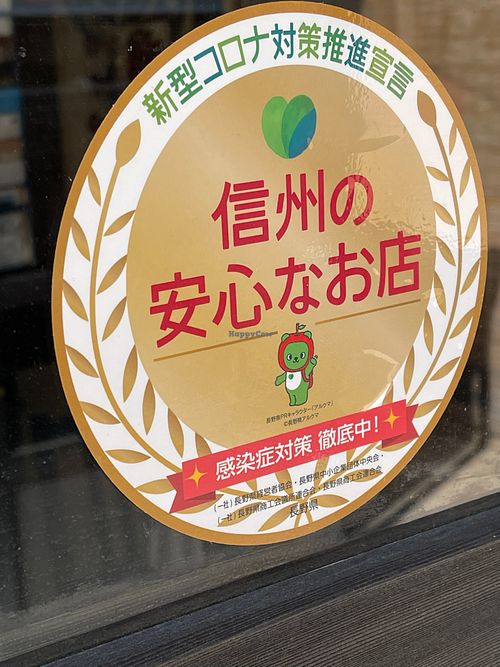 新型コロナ対策推進宣言
信州の
安心なお店
HappyCow
長野県PRキャラクター「アルクマ」
©長野県アルクマ
感染症対策 徹底中!
(一社)長野県経営者協会・長野県中小企業団体中央会・
(一社)長野県商工会議所連合会・長野県商工会連合会
長野県